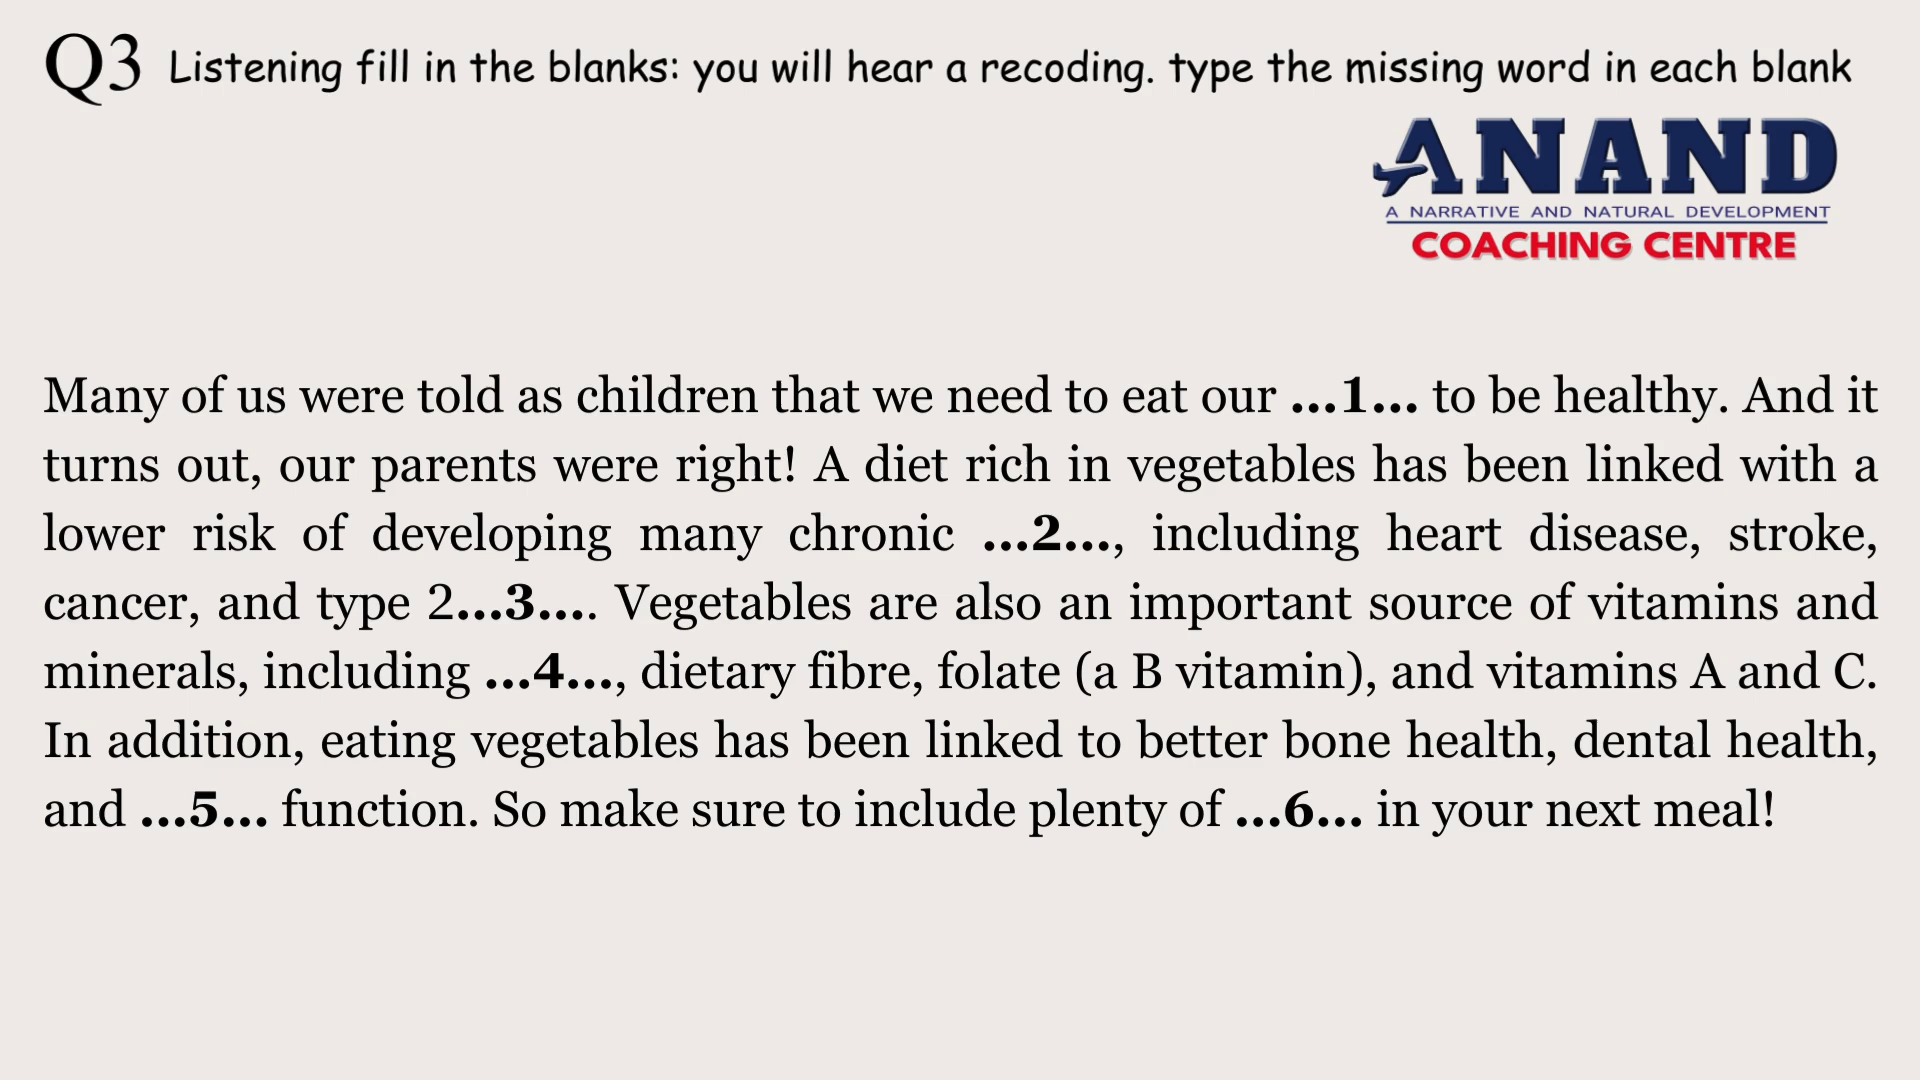 Q3 Listening fill in the blanks: you will hear a recoding. type the missing word in each blank
ANAND
A NARRATIVE AND NATURAL DEVELOPMENT
COACHING CENTRE
Many of us were told as children that we need to eat our ...1... to be healthy. And it
turns out, our parents were right! A diet rich in vegetables has been linked with a
lower risk of developing many chronic ...2..., including heart disease, stroke,
cancer, and type 2...3.... Vegetables are also an important source of vitamins and
minerals, including ...4..., dietary fibre, folate (a B vitamin), and vitamins A and C.
In addition, eating vegetables has been linked to better bone health, dental health,
and ...5... function. So make sure to include plenty of ...6... in your next meal!